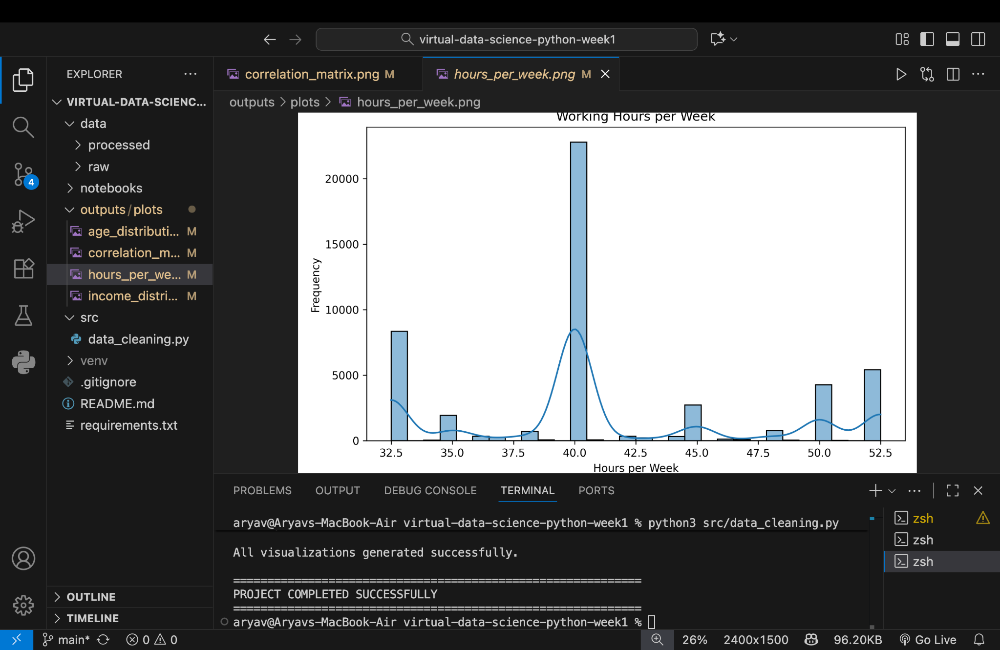 virtual-data-science-python-week1
EXPLORER
VIRTUAL-DATA-SCIENC...
data
processed
raw
notebooks
outputs/plots
age_distributi... M
correlation_m... M
hours_per_we... M
income_distri... M
src
data_cleaning.py
venv
.gitignore
README.md
requirements.txt
OUTLINE
TIMELINE
4
correlation_matrix.png M
hours_per_week.png M
outputs > plots > hours_per_week.png
Working Hours per Week
Frequency
20000
15000
10000
5000
0
32.5 35.0 37.5 40.0 42.5 45.0 47.5 50.0 52.5
Hours per Week
PROBLEMS OUTPUT DEBUG CONSOLE TERMINAL PORTS
aryav@Aryavs-MacBook-Air virtual-data-science-python-week1 % python3 src/data_cleaning.py
All visualizations generated successfully.
============================================================
PROJECT COMPLETED SUCCESSFULLY
============================================================
aryav@Aryavs-MacBook-Air virtual-data-science-python-week1 %
zsh
zsh
zsh
main* 0 0
26% 2400x1500 96.20KB Go Live